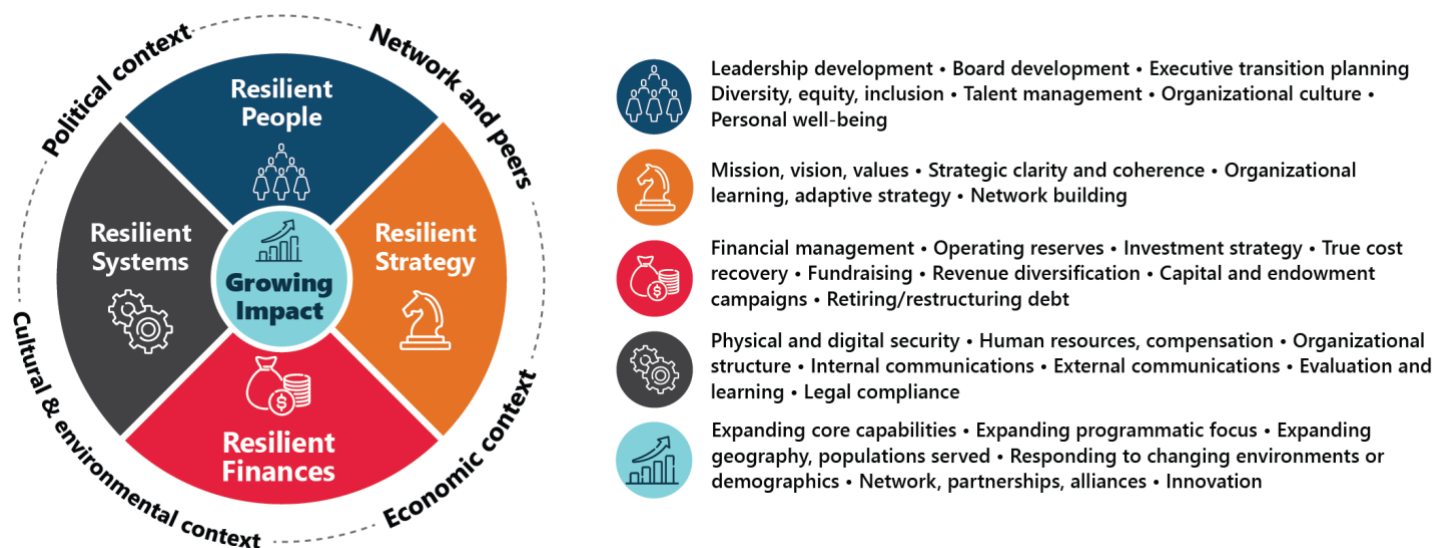 Political context
Network and peers
Resilient
People
Resilient
Systems
Resilient
Strategy
Growing
Impact
Resilient
Finances
Cultural & environmental context
Economic context
Leadership development • Board development • Executive transition planning
Diversity, equity, inclusion • Talent management • Organizational culture •
Personal well-being
Mission, vision, values • Strategic clarity and coherence • Organizational
learning, adaptive strategy • Network building
Financial management • Operating reserves • Investment strategy • True cost
recovery • Fundraising • Revenue diversification • Capital and endowment
campaigns • Retiring/restructuring debt
Physical and digital security • Human resources, compensation • Organizational
structure • Internal communications • External communications • Evaluation and
learning • Legal compliance
Expanding core capabilities • Expanding programmatic focus • Expanding
geography, populations served • Responding to changing environments or
demographics • Network, partnerships, alliances • Innovation